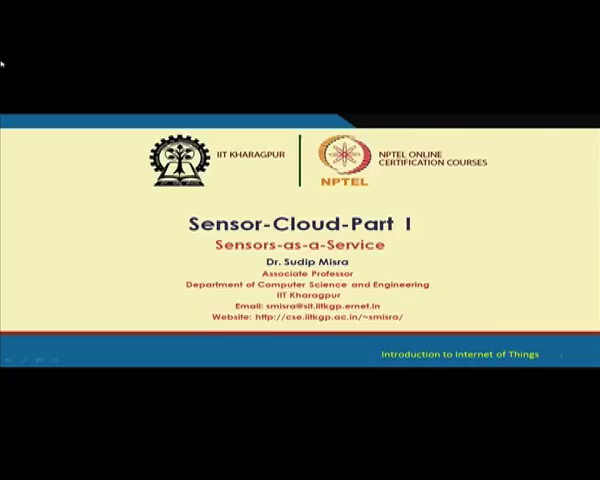 IIT KHARAGPUR
NPTEL ONLINE
CERTIFICATION COURSES
NPTEL
Sensor-Cloud-Part I
Sensors-as-a-Service
Dr. Sudip Misra
Associate Professor
Department of Computer Science and Engineering
IIT Kharagpur
Email: smisra@sit.iitkgp.ernet.in
Website: http://cse.iitkgp.ac.in/~smisra/
Introduction to Internet of Things
1